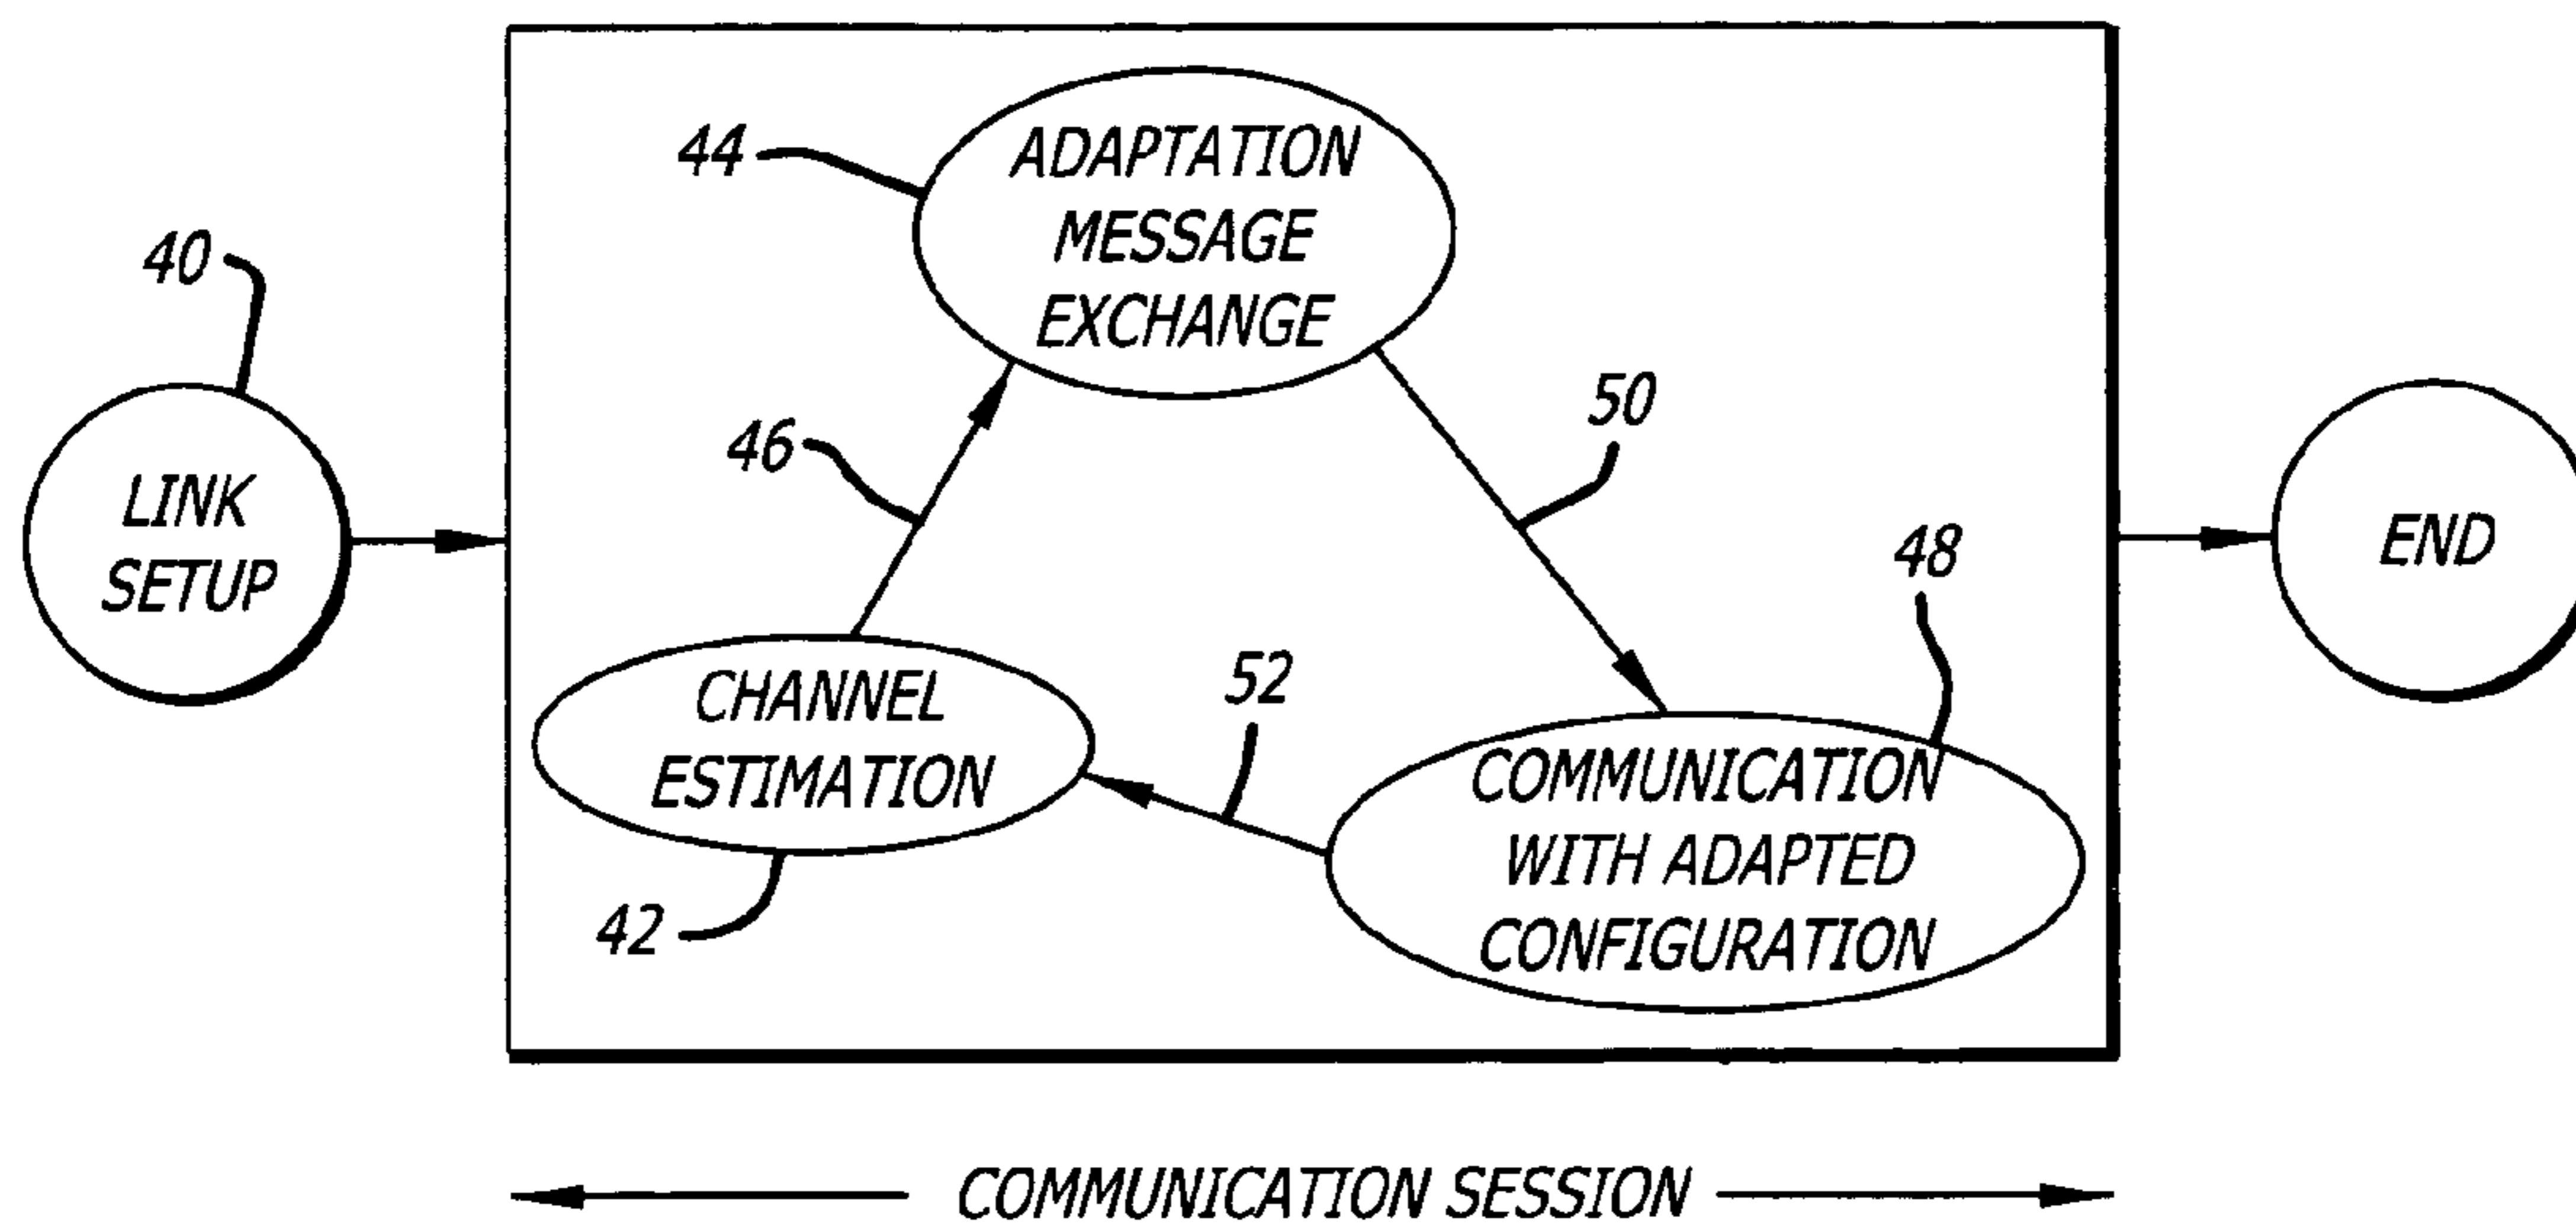 44
ADAPTATION
MESSAGE
EXCHANGE
40
46
50
LINK
SETUP
END
48
52
CHANNEL
ESTIMATION
COMMUNICATION
WITH ADAPTED
CONFIGURATION
42
COMMUNICATION SESSION